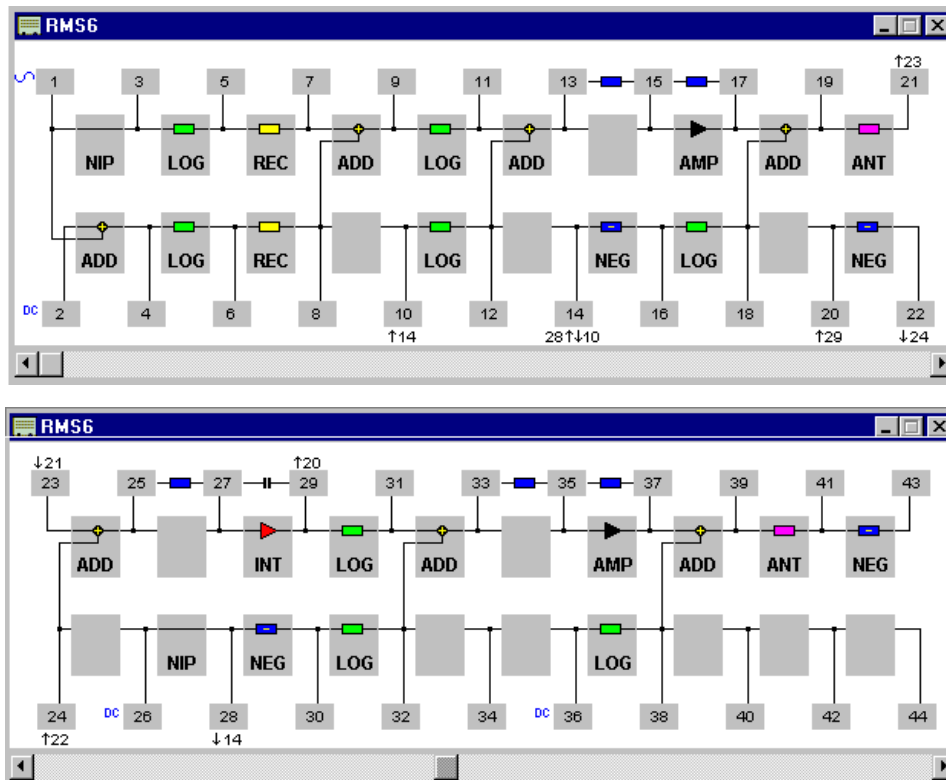 RMS6
↑23
1 3 5 7 9 11 13 15 17 19 21
NIP LOG REC ADD LOG ADD AMP ADD ANT
ADD LOG REC LOG NEG LOG NEG
DC 2 4 6 8 10 12 14 16 18 20 22
↑14 28↑↓10 ↑29 ↓24
RMS6
↓21 ↑20
23 25 27 29 31 33 35 37 39 41 43
ADD INT LOG ADD AMP ADD ANT NEG
NIP NEG LOG LOG
24 DC 26 28 30 32 34 DC 36 38 40 42 44
↑22 ↓14